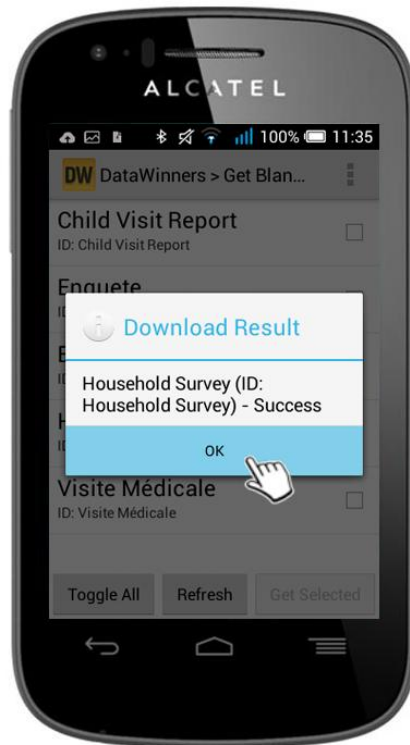 ALCATEL
100% 11:35
DW DataWinners > Get Blan...
Child Visit Report
ID: Child Visit Report
Enquete
Download Result
Household Survey (ID:
Household Survey) - Success
OK
Visite Médicale
ID: Visite Médicale
Toggle All Refresh Get Selected